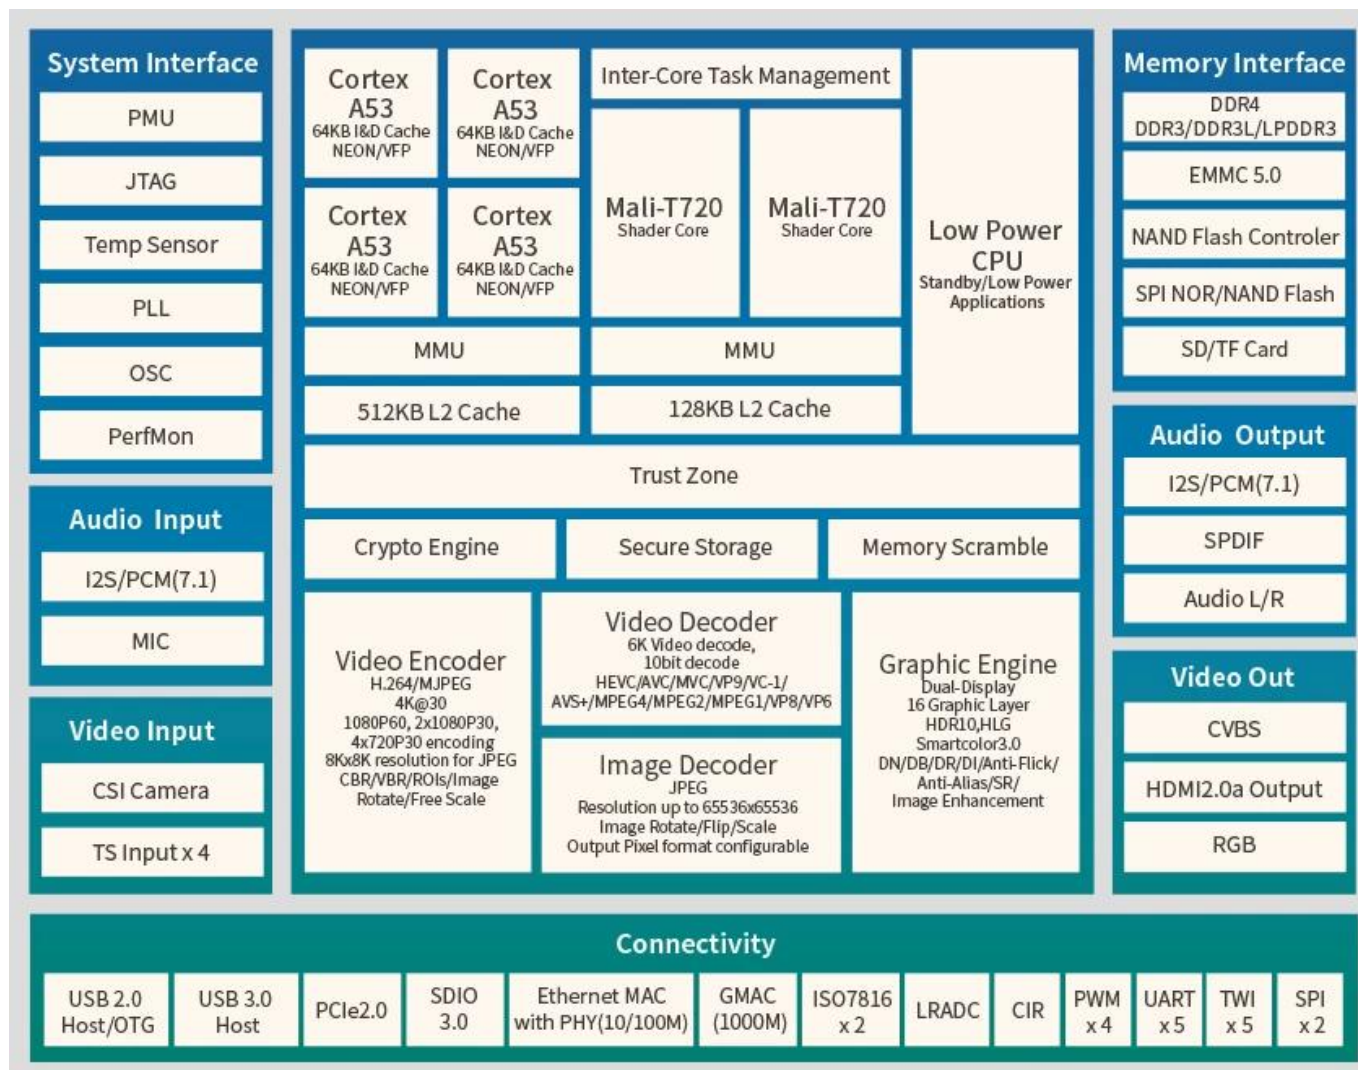 System Interface
PMU
JTAG
Temp Sensor
PLL
OSC
PerfMon
Audio Input
I2S/PCM(7.1)
MIC
Video Input
CSI Camera
TS Input x 4
Cortex
A53
64KB I&D Cache
NEON/VFP
Cortex
A53
64KB I&D Cache
NEON/VFP
Cortex
A53
64KB I&D Cache
NEON/VFP
Cortex
A53
64KB I&D Cache
NEON/VFP
MMU
512KB L2 Cache
Inter-Core Task Management
Mali-T720
Shader Core
Mali-T720
Shader Core
MMU
128KB L2 Cache
Low Power
CPU
Standby/Low Power
Applications
Trust Zone
Crypto Engine
Secure Storage
Memory Scramble
Video Encoder
H.264/MJPEG
4K@30
1080P60, 2x1080P30,
4x720P30 encoding
8Kx8K resolution for JPEG
CBR/VBR/ROIs/Image
Rotate/Free Scale
Video Decoder
6K Video decode,
10bit decode
HEVC/AVC/MVC/VP9/VC-1/
AVS+/MPEG4/MPEG2/MPEG1/VP8/VP6
Image Decoder
JPEG
Resolution up to 65536x65536
Image Rotate/Flip/Scale
Output Pixel format configurable
Graphic Engine
Dual-Display
16 Graphic Layer
HDR10,HLG
Smartcolor3.0
DN/DB/DR/DI/Anti-Flick/
Anti-Alias/SR/
Image Enhancement
Memory Interface
DDR4
DDR3/DDR3L/LPDDR3
EMMC 5.0
NAND Flash Controler
SPI NOR/NAND Flash
SD/TF Card
Audio Output
I2S/PCM(7.1)
SPDIF
Audio L/R
Video Out
CVBS
HDMI2.0a Output
RGB
Connectivity
USB 2.0
Host/OTG
USB 3.0
Host
PCIe2.0
SDIO
3.0
Ethernet MAC
with PHY(10/100M)
GMAC
(1000M)
ISO7816
x 2
LRADC
CIR
PWM
x 4
UART
x 5
TWI
x 5
SPI
x 2